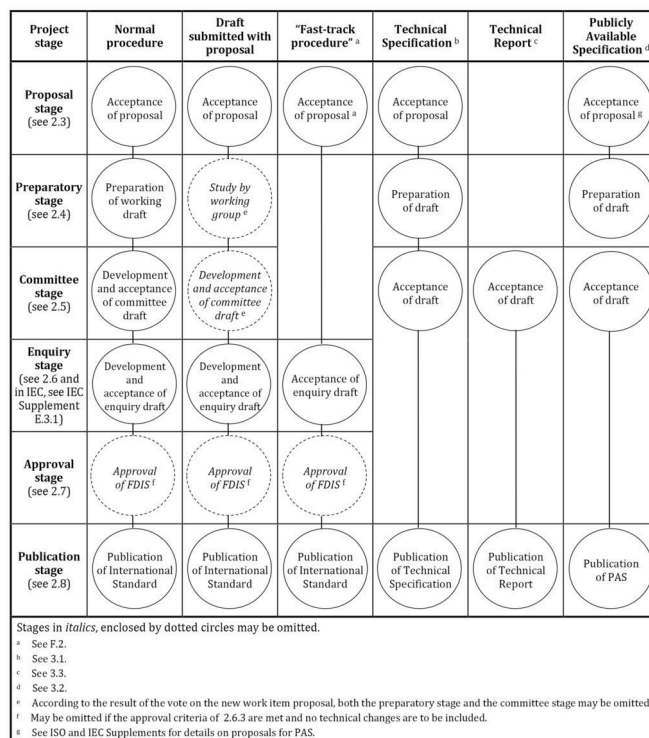 Project stage
Normal procedure
Draft submitted with proposal
“Fast-track procedure” a
Technical Specification b
Technical Report c
Publicly Available Specification d
Proposal stage
(see 2.3)
Acceptance of proposal
Acceptance of proposal
Acceptance of proposal a
Acceptance of proposal
Acceptance of proposal g
Preparatory stage
(see 2.4)
Preparation of working draft
Study by working group e
Preparation of draft
Preparation of draft
Committee stage
(see 2.5)
Development and acceptance of committee draft
Development and acceptance of committee draft e
Acceptance of draft
Acceptance of draft
Acceptance of draft
Enquiry stage
(see 2.6 and in IEC, see IEC Supplement E.3.1)
Development and acceptance of enquiry draft
Development and acceptance of enquiry draft
Acceptance of enquiry draft
Approval stage
(see 2.7)
Approval of FDIS f
Approval of FDIS f
Approval of FDIS f
Publication stage
(see 2.8)
Publication of International Standard
Publication of International Standard
Publication of International Standard
Publication of Technical Specification
Publication of Technical Report
Publication of PAS
Stages in italics, enclosed by dotted circles may be omitted.
a See F.2.
b See 3.1.
c See 3.3.
d See 3.2.
e According to the result of the vote on the new work item proposal, both the preparatory stage and the committee stage may be omitted
f May be omitted if the approval criteria of 2.6.3 are met and no technical changes are to be included.
g See ISO and IEC Supplements for details on proposals for PAS.